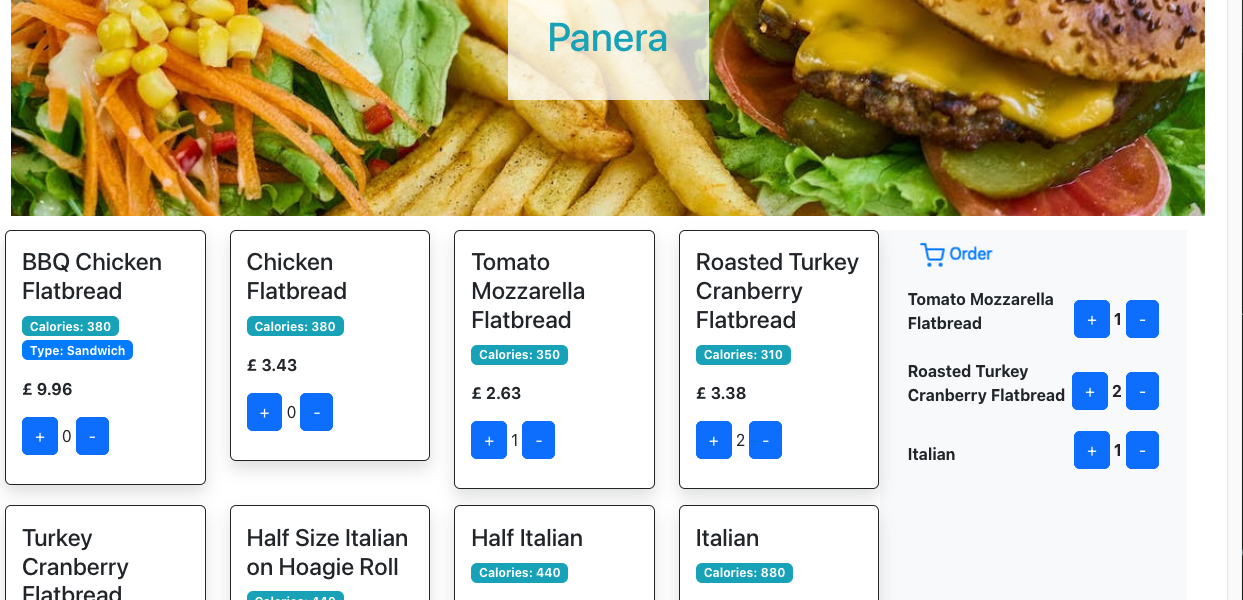 Panera
BBQ Chicken
Flatbread
Calories: 380
Type: Sandwich
£ 9.96
+ 0 -
Chicken
Flatbread
Calories: 380
£ 3.43
+ 0 -
Tomato
Mozzarella
Flatbread
Calories: 350
£ 2.63
+ 1 -
Roasted Turkey
Cranberry
Flatbread
Calories: 310
£ 3.38
+ 2 -
Order
Tomato Mozzarella
Flatbread
+ 1 -
Roasted Turkey
Cranberry Flatbread
+ 2 -
Italian
+ 1 -
Turkey
Cranberry
Flatbread
Half Size Italian
on Hoagie Roll
Half Italian
Calories: 440
Italian
Calories: 880